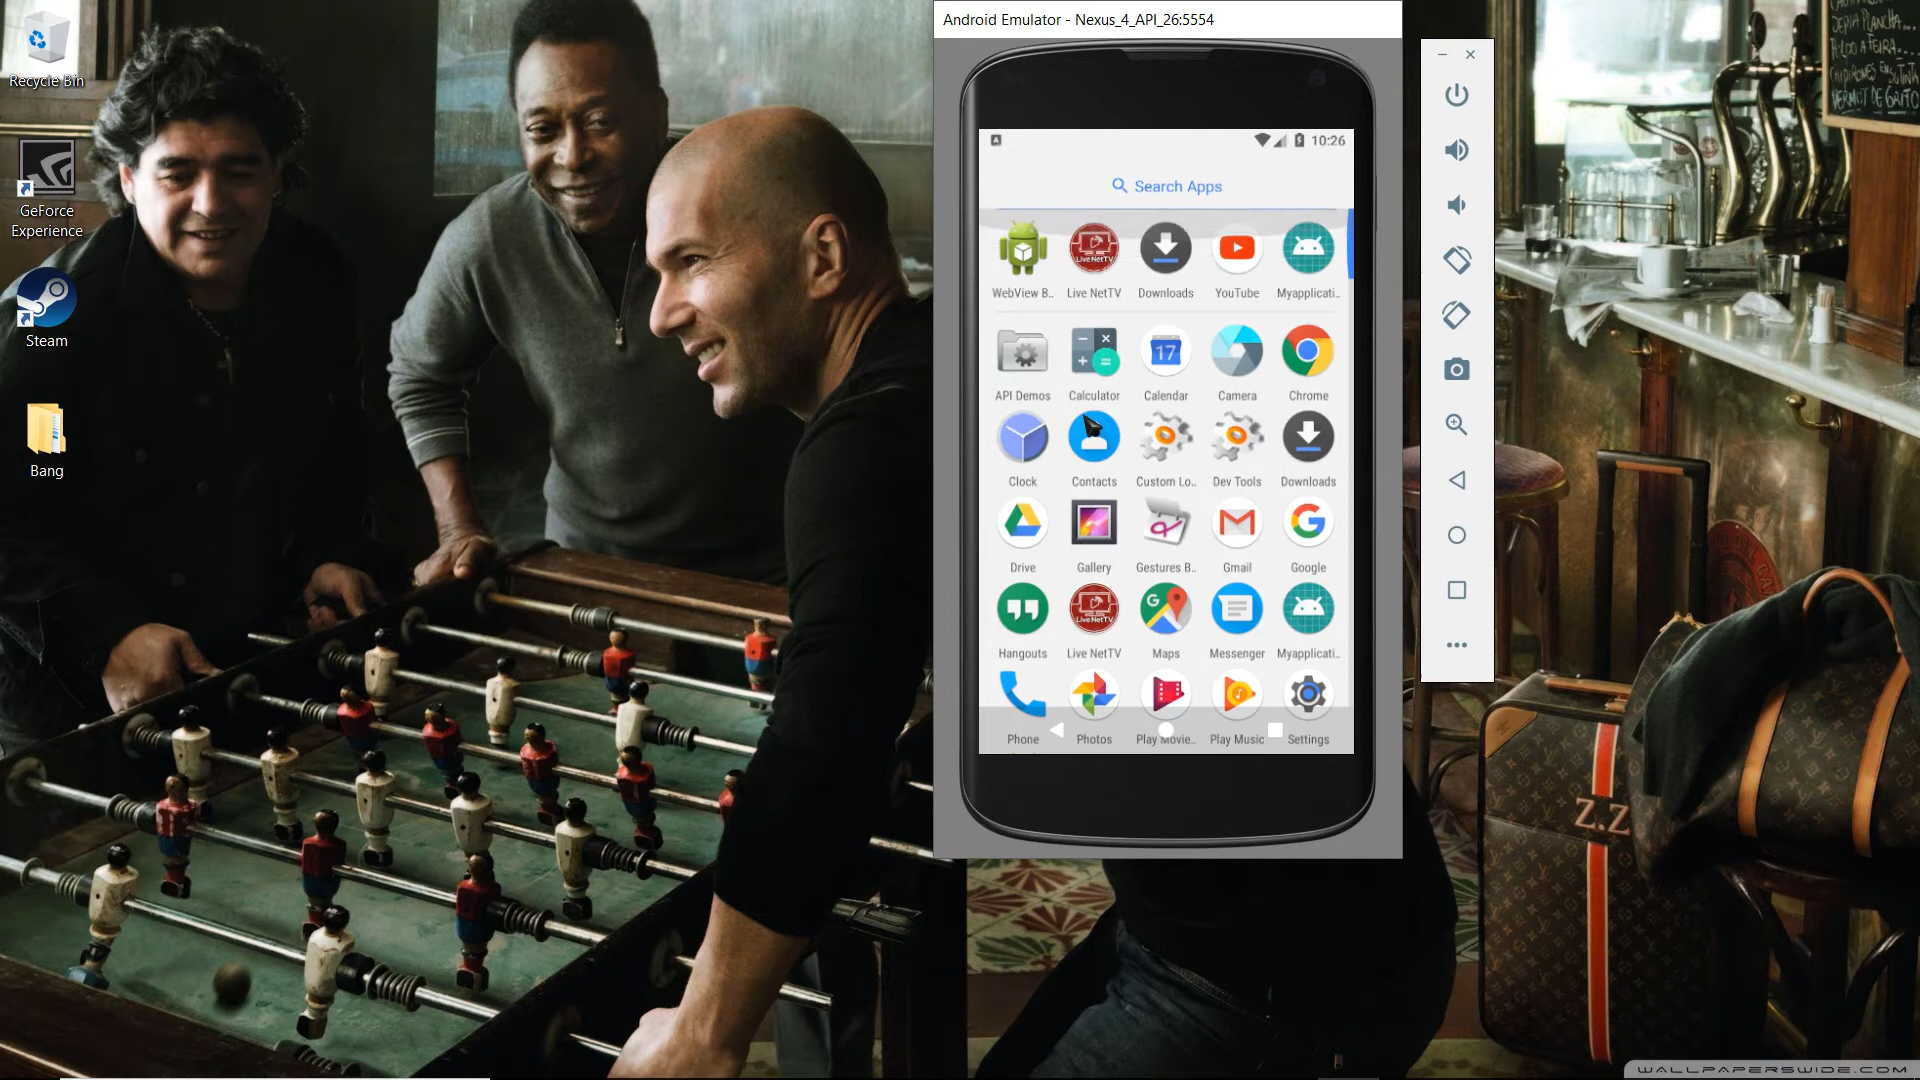 Recycle Bin
GeForce
Experience
Steam
Bang
Android Emulator - Nexus_4_API_26:5554
10:26
Search Apps
WebView B..
Live NetTV
Downloads
YouTube
Myapplicati..
API Demos
Calculator
17
Calendar
Camera
Chrome
Clock
Contacts
Custom Lo..
Dev Tools
Downloads
Drive
Gallery
Gestures B..
Gmail
Google
Hangouts
Live NetTV
Maps
Messenger
Myapplicati..
Phone
Photos
Play Movie..
Play Music
Settings
Z.Z
WALLPAPERSWIDE.COM